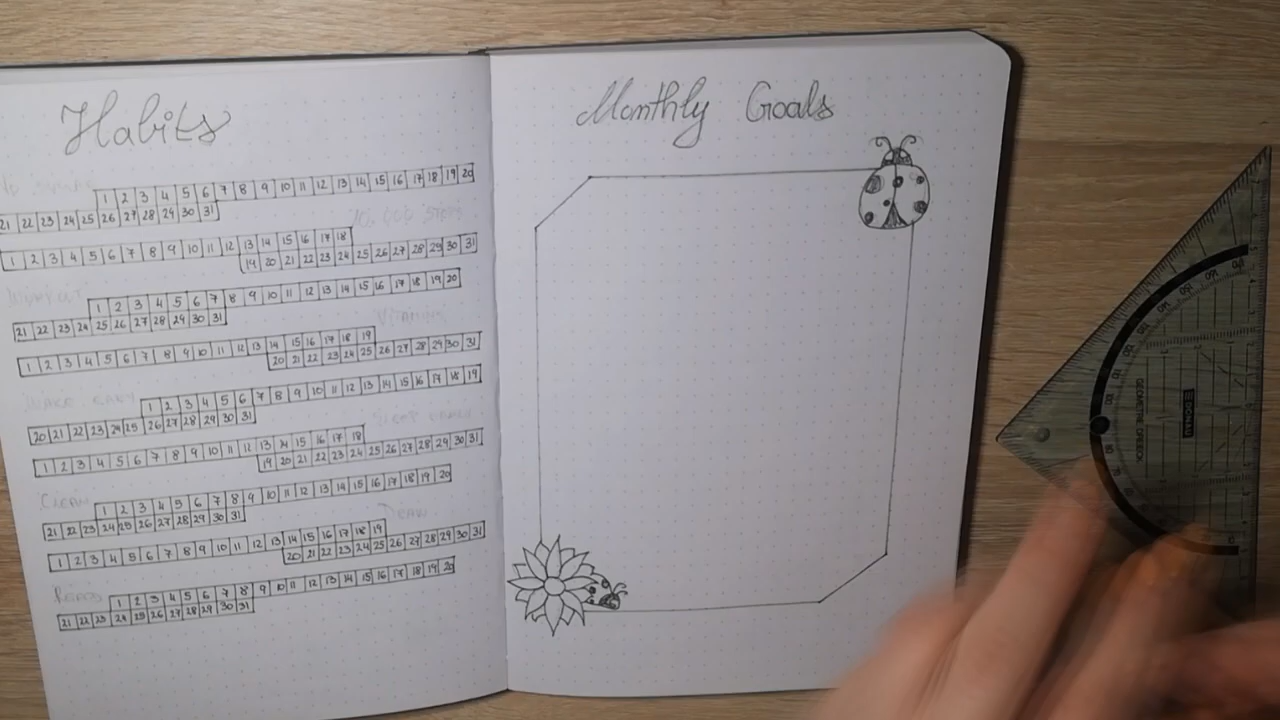 Habits
No smoke
1 2 3 4 5 6 7 8 9 10 11 12 13 14 15 16 17 18 19 20
21 22 23 24 25 26 27 28 29 30 31
10,000 Steps
1 2 3 4 5 6 7 8 9 10 11 12 13 14 15 16 17 18
19 20 21 22 23 24 25 26 27 28 29 30 31
Workout
1 2 3 4 5 6 7 8 9 10 11 12 13 14 15 16 17 18 19 20
21 22 23 24 25 26 27 28 29 30 31
Vitamins
1 2 3 4 5 6 7 8 9 10 11 12 13 14 15 16 17 18 19
20 21 22 23 24 25 26 27 28 29 30 31
Wake early
1 2 3 4 5 6 7 8 9 10 11 12 13 14 15 16 17 18 19
20 21 22 23 24 25 26 27 28 29 30 31
Sleep early
1 2 3 4 5 6 7 8 9 10 11 12 13 14 15 16 17 18
19 20 21 22 23 24 25 26 27 28 29 30 31
Clean
1 2 3 4 5 6 7 8 9 10 11 12 13 14 15 16 17 18 19 20
21 22 23 24 25 26 27 28 29 30 31
Draw
1 2 3 4 5 6 7 8 9 10 11 12 13 14 15 16 17 18 19
20 21 22 23 24 25 26 27 28 29 30 31
1 2 3 4 5 6 7 8 9 10 11 12 13 14 15 16 17 18 19 20
21 22 23 24 25 26 27 28 29 30 31
Monthly Goals
DONAU